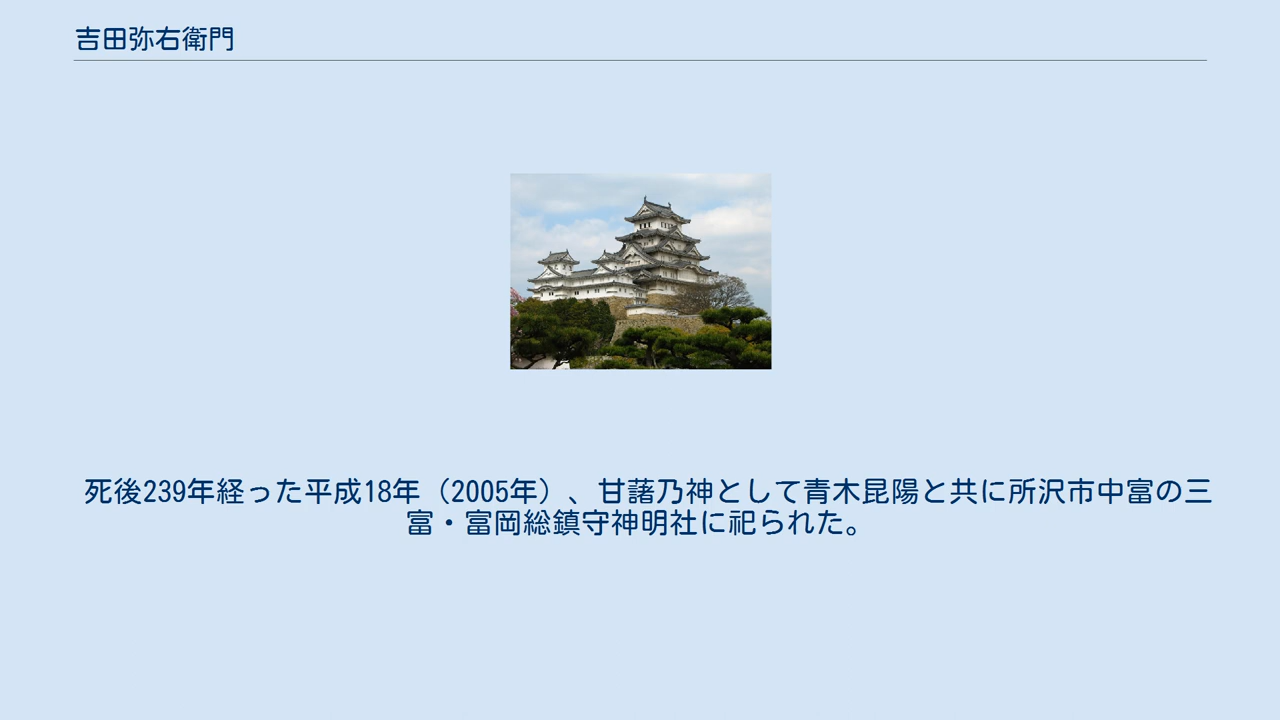 吉田弥右衛門
死後239年経った平成18年（2005年）、甘藷乃神として青木昆陽と共に所沢市中富の三
富・富岡総鎮守神明社に祀られた。